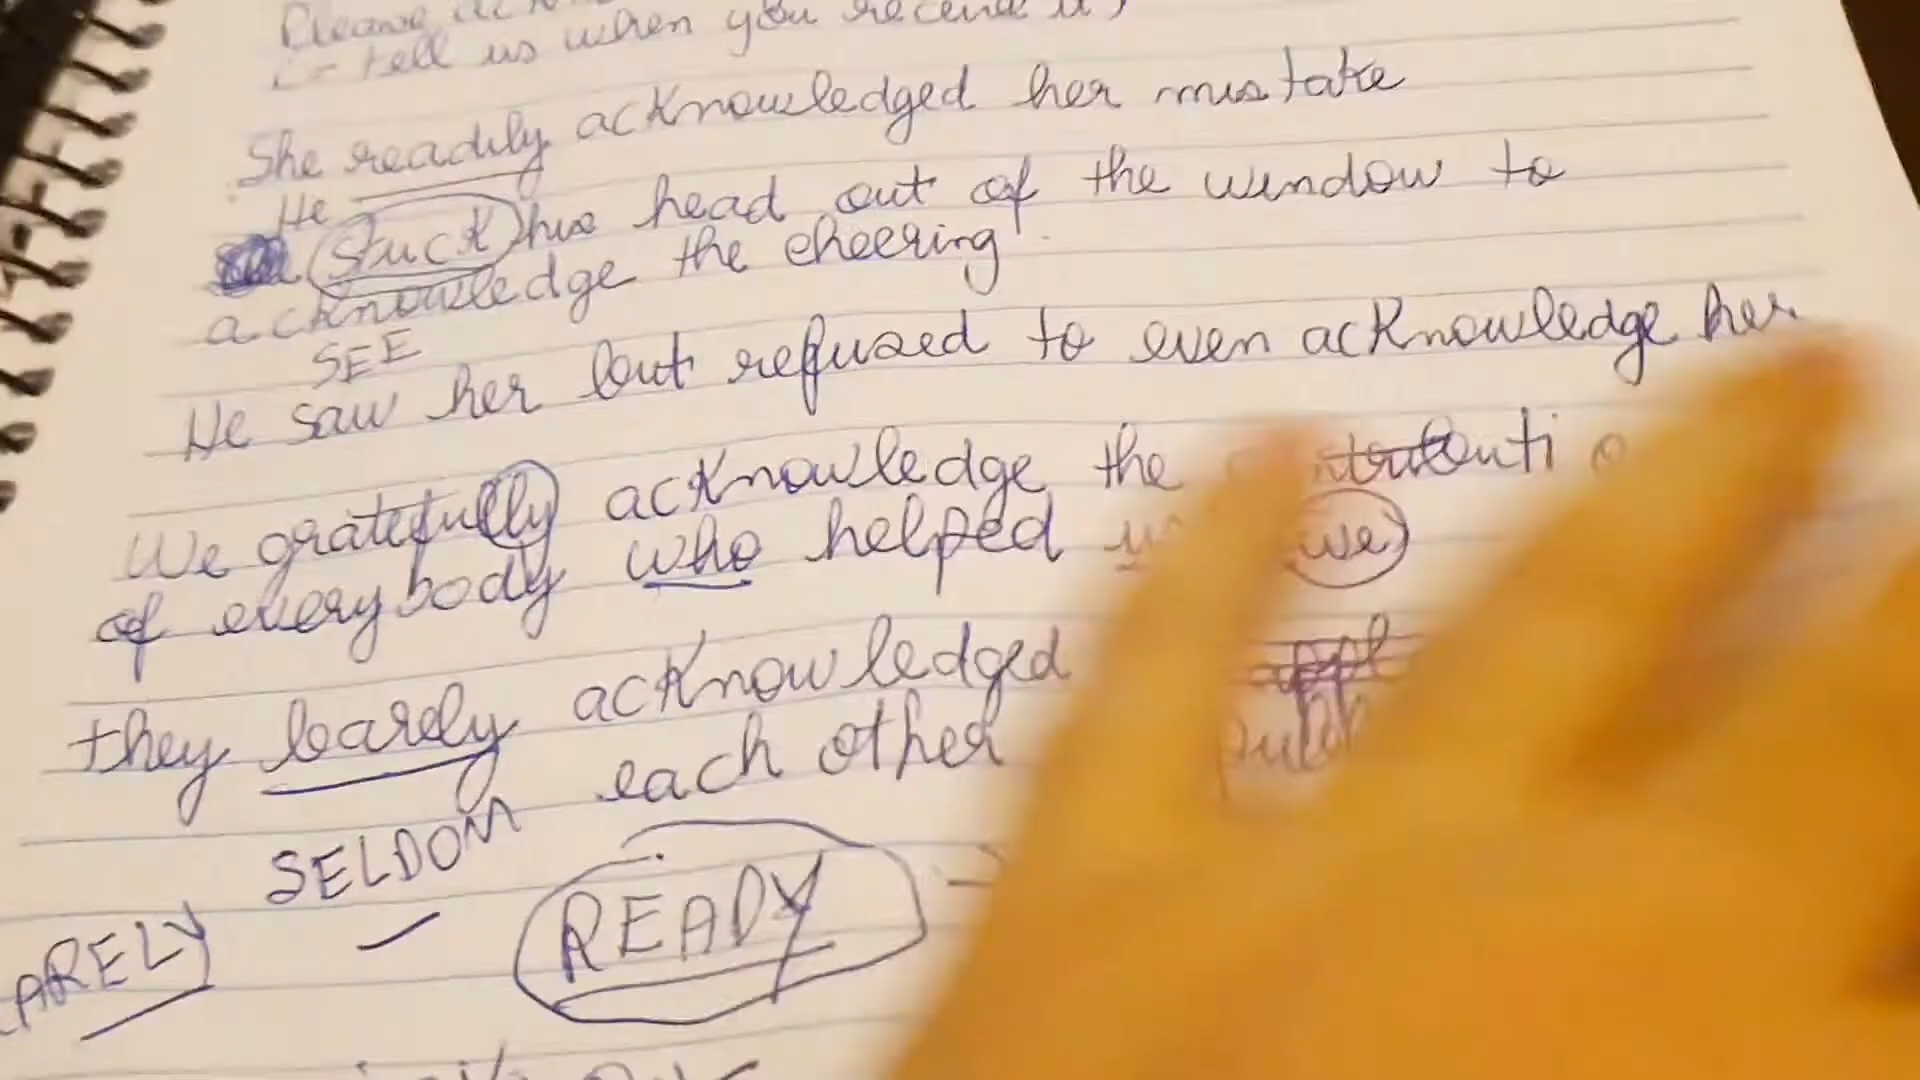 Please
(= tell us when you receive it)
She readily acknowledged her mistake
He
stuck his head out of the window to
acknowledge the cheering
SEE
He saw her but refused to even acknowledge her
We gratefully acknowledge the
of everybody who helped (we)
they barely acknowledged
each other
SELDOM
READY